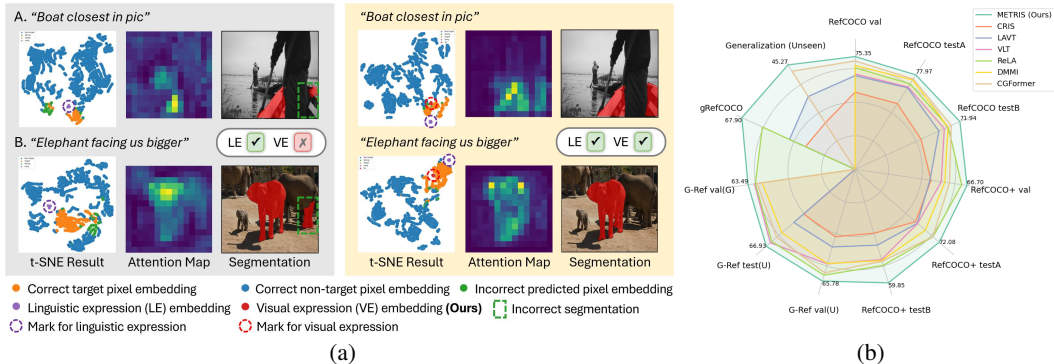 A. “Boat closest in pic”
“Boat closest in pic”
LE ✔ VE ✗
LE ✔ VE ✔
B. “Elephant facing us bigger”
“Elephant facing us bigger”
t-SNE Result Attention Map Segmentation
t-SNE Result Attention Map Segmentation
Correct target pixel embedding
Correct non-target pixel embedding
Incorrect predicted pixel embedding
Linguistic expression (LE) embedding
Visual expression (VE) embedding (Ours)
Incorrect segmentation
Mark for linguistic expression
Mark for visual expression
(a)
METRIS (Ours)
CRIS
LAVT
VLT
ReLA
DMMI
CGFormer
RefCOCO val
75.35
RefCOCO testA
77.97
RefCOCO testB
71.94
RefCOCO+ val
66.70
RefCOCO+ testA
72.08
RefCOCO+ testB
59.85
G-Ref val(U)
65.78
G-Ref test(U)
66.93
G-Ref val(G)
63.49
gRefCOCO
67.90
Generalization (Unseen)
45.27
(b)